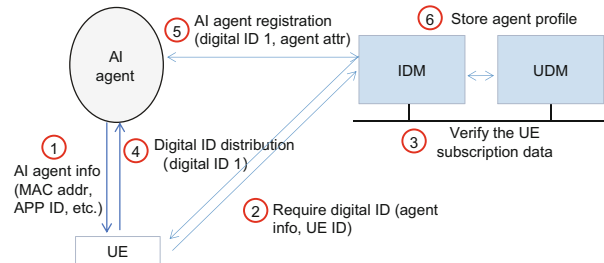 5 AI agent registration
(digital ID 1, agent attr)
6 Store agent profile
AI
agent
IDM
UDM
1
AI agent info
(MAC addr,
APP ID, etc.)
4 Digital ID distribution
(digital ID 1)
3 Verify the UE
subscription data
2 Require digital ID (agent
info, UE ID)
UE